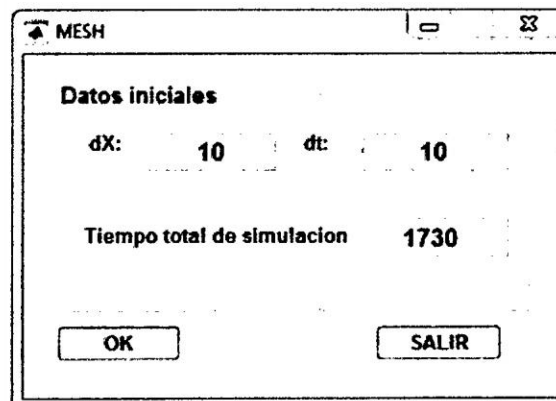 MESH
Datos iniciales
dX: 10 dt: 10
Tiempo total de simulacion 1730
OK SALIR